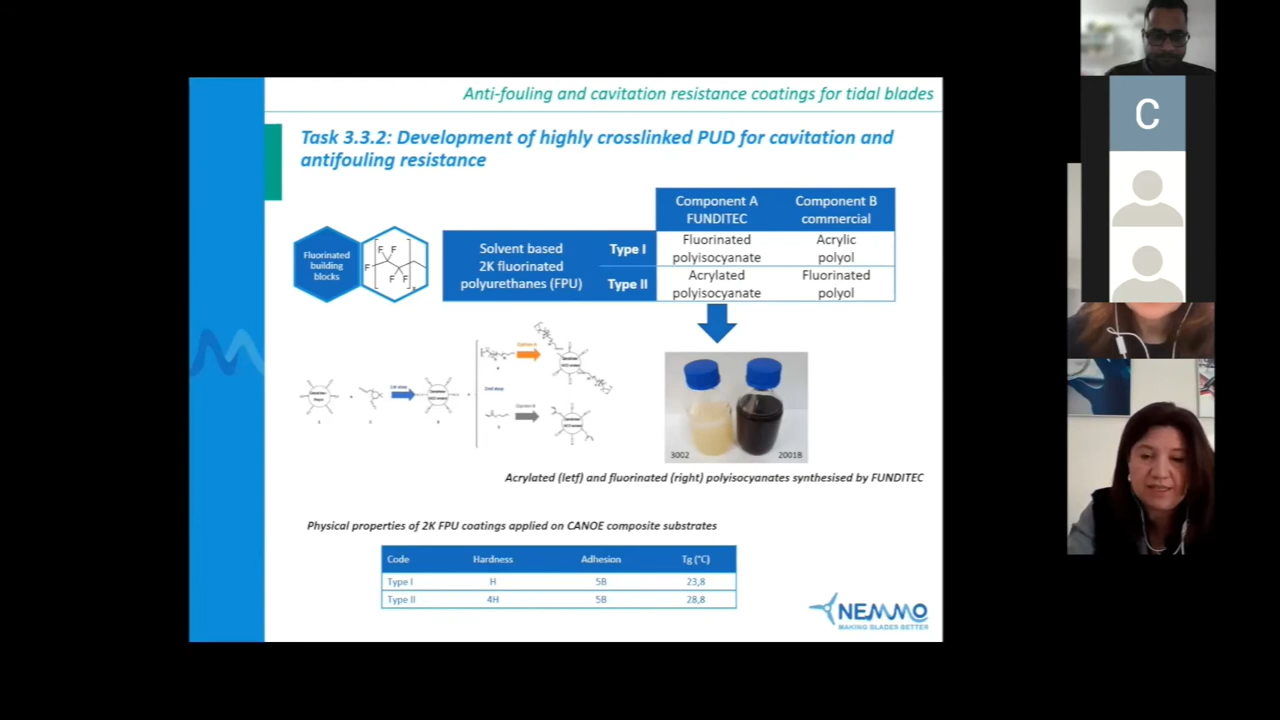 Anti-fouling and cavitation resistance coatings for tidal blades
Task 3.3.2: Development of highly crosslinked PUD for cavitation and
antifouling resistance
Component A
FUNDITEC
Component B
commercial
Fluorinated
building
blocks
F F
F
F F
Solvent based
2K fluorinated
polyurethanes (FPU)
Type I
Fluorinated
polyisocyanate
Acrylic
polyol
Type II
Acrylated
polyisocyanate
Fluorinated
polyol
3002
2001B
Acrylated (letf) and fluorinated (right) polyisocyanates synthesised by FUNDITEC
Physical properties of 2K FPU coatings applied on CANOE composite substrates
Code Hardness Adhesion Tg (°C)
Type I H 5B 23,8
Type II 4H 5B 28,8
NEMMO
MAKING BLADES BETTER
C